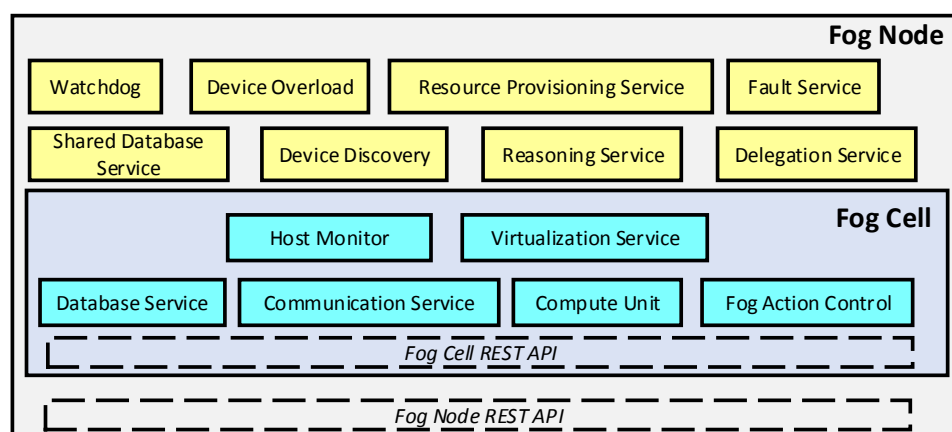 Fog Node
Watchdog
Device Overload
Resource Provisioning Service
Fault Service
Shared Database
Service
Device Discovery
Reasoning Service
Delegation Service
Fog Cell
Host Monitor
Virtualization Service
Database Service
Communication Service
Compute Unit
Fog Action Control
Fog Cell REST API
Fog Node REST API